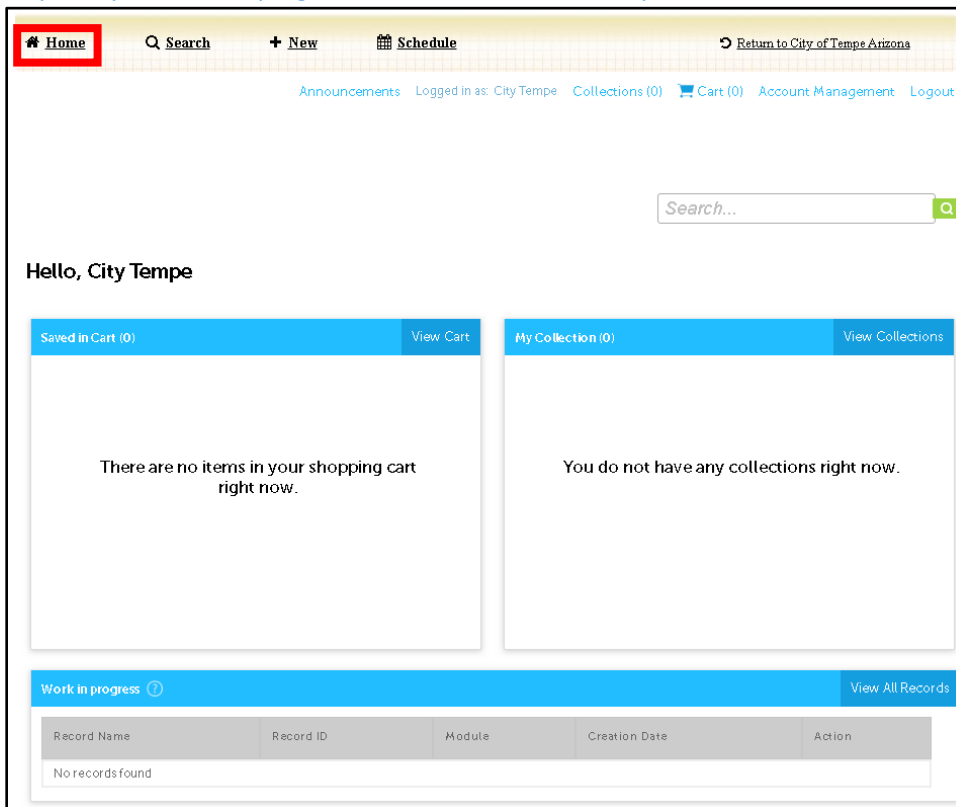 Home Search + New Schedule Return to City of Tempe Arizona
Announcements Logged in as: City Tempe Collections (0) Cart (0) Account Management Logout
Search...
Hello, City Tempe
Saved in Cart (0) View Cart
My Collection (0) View Collections
There are no items in your shopping cart
right now.
You do not have any collections right now.
Work in progress ? View All Records
Record Name Record ID Module Creation Date Action
No records found